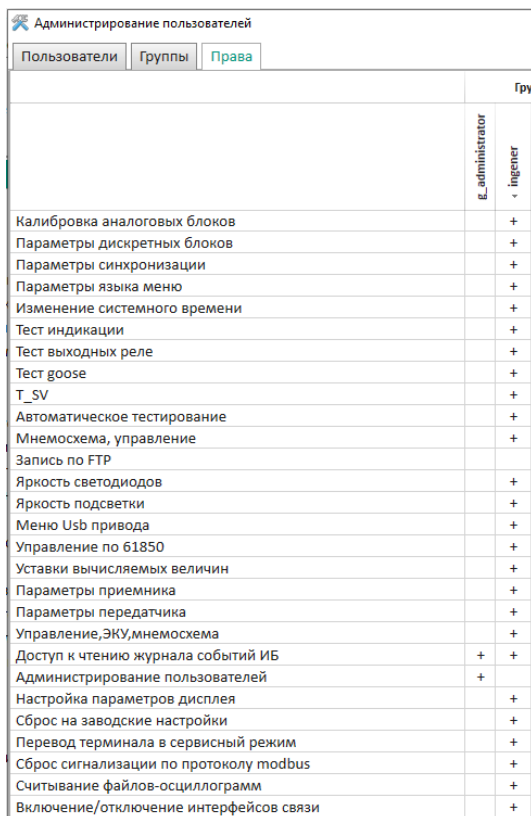 Администрирование пользователей
Пользователи Группы Права
Гру
g_administrator
ingener
Калибровка аналоговых блоков +
Параметры дискретных блоков +
Параметры синхронизации +
Параметры языка меню +
Изменение системного времени +
Тест индикации +
Тест выходных реле +
Тест goose +
T_SV +
Автоматическое тестирование +
Мнемосхема, управление +
Запись по FTP
Яркость светодиодов +
Яркость подсветки +
Меню Usb привода +
Управление по 61850 +
Уставки вычисляемых величин +
Параметры приемника +
Параметры передатчика +
Управление,ЭКУ,мнемосхема +
Доступ к чтению журнала событий ИБ + +
Администрирование пользователей +
Настройка параметров дисплея +
Сброс на заводские настройки +
Перевод терминала в сервисный режим +
Сброс сигнализации по протоколу modbus +
Считывание файлов-осциллограмм +
Включение/отключение интерфейсов связи +